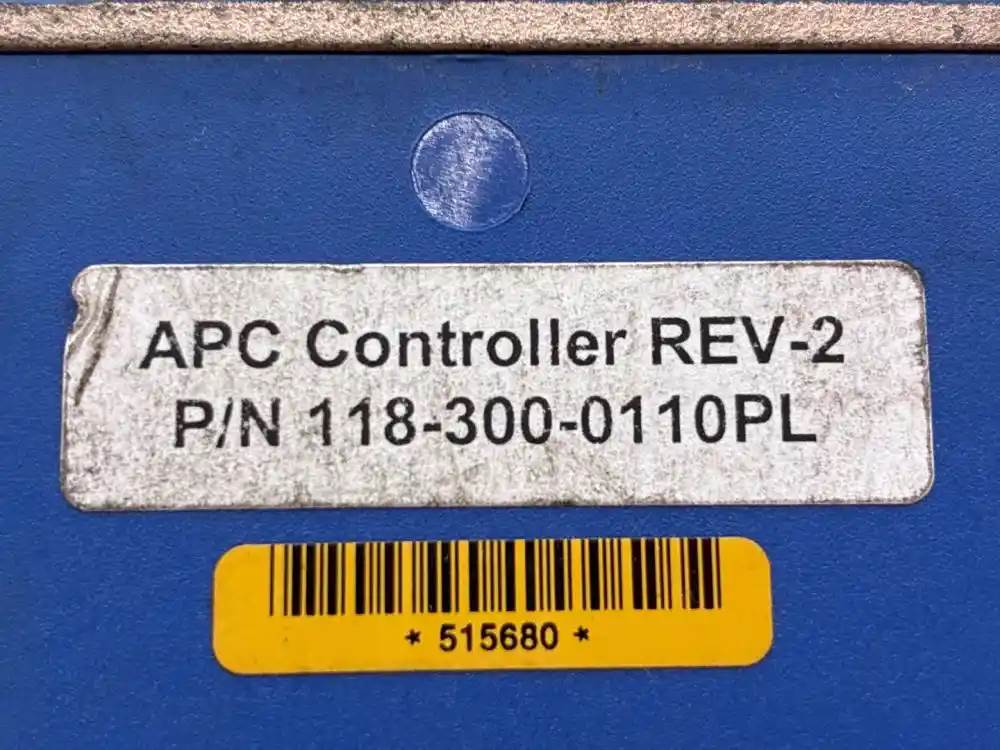 APC Controller REV-2
P/N 118-300-0110PL
* 515680 *